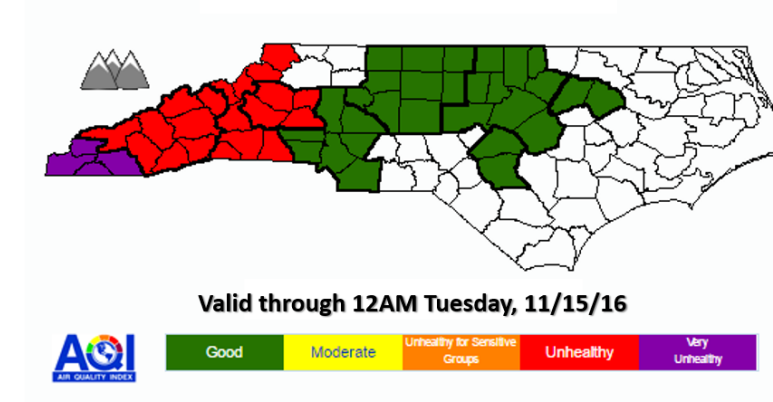 Valid through 12AM Tuesday, 11/15/16
AQI
AIR QUALITY INDEX
Good
Moderate
Unhealthy for Sensitive
Groups
Unhealthy
Very
Unhealthy